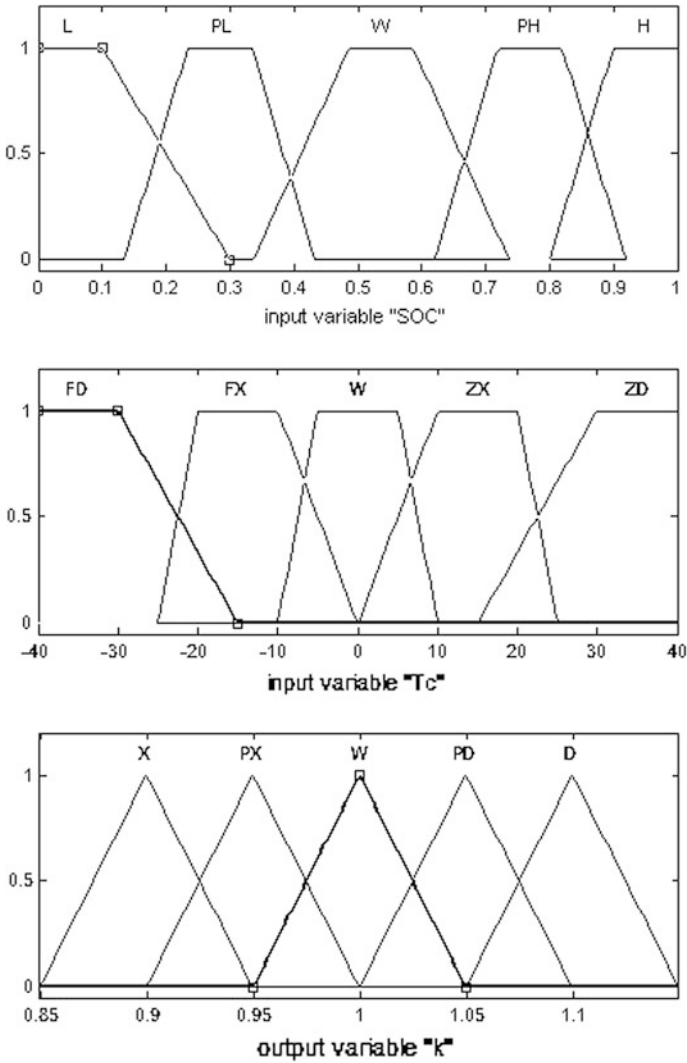 L PL W PH H
1
0.5
0
0 0.1 0.2 0.3 0.4 0.5 0.6 0.7 0.8 0.9 1
input variable "SOC"
FD FX W ZX ZD
1
0.5
0
-40 -30 -20 -10 0 10 20 30 40
input variable "Tc"
X PX W PD D
1
0.5
0
0.85 0.9 0.95 1 1.05 1.1
output variable "k"